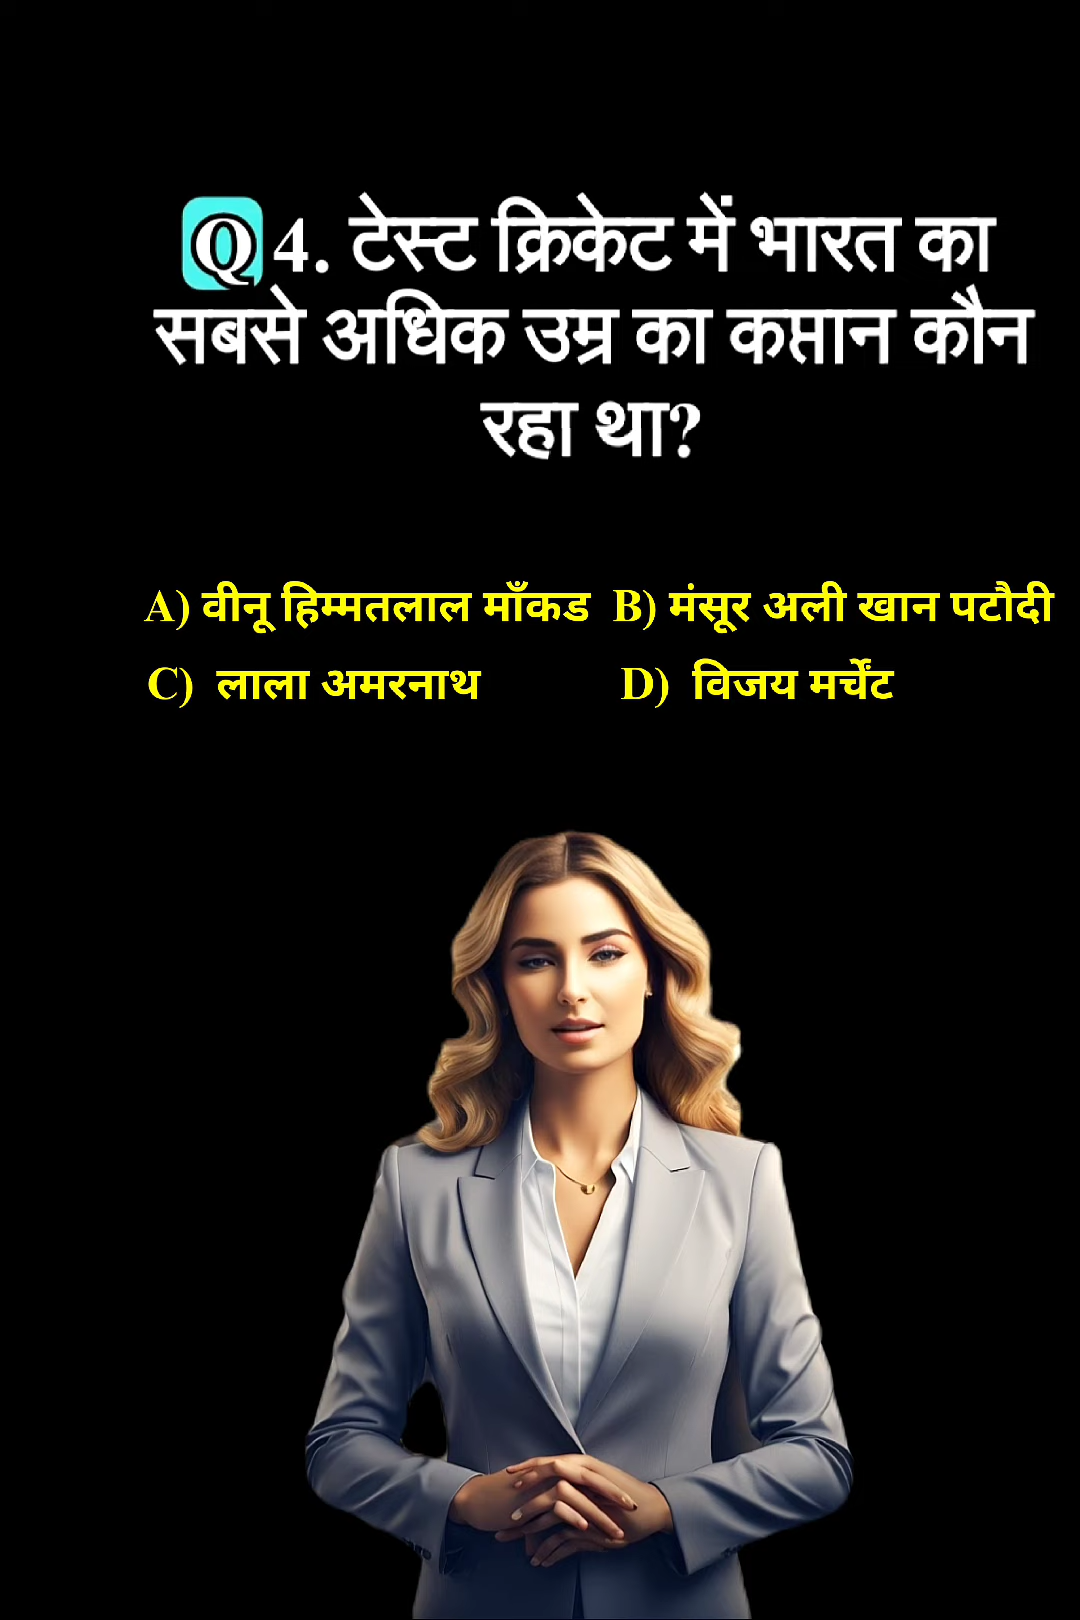 Q4. टेस्ट क्रिकेट में भारत का
सबसे अधिक उम्र का कप्तान कौन
रहा था?
A) वीनू हिम्मतलाल माँकड B) मंसूर अली खान पटौदी
C) लाला अमरनाथ D) विजय मर्चेंट